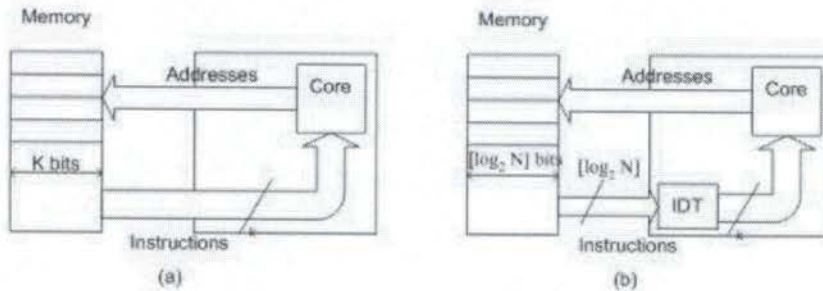 Memory
Addresses
Core
K bits
Instructions
k
(a)
Memory
Addresses
Core
[log₂ N] bits
[log₂ N]
IDT
Instructions
k
(b)